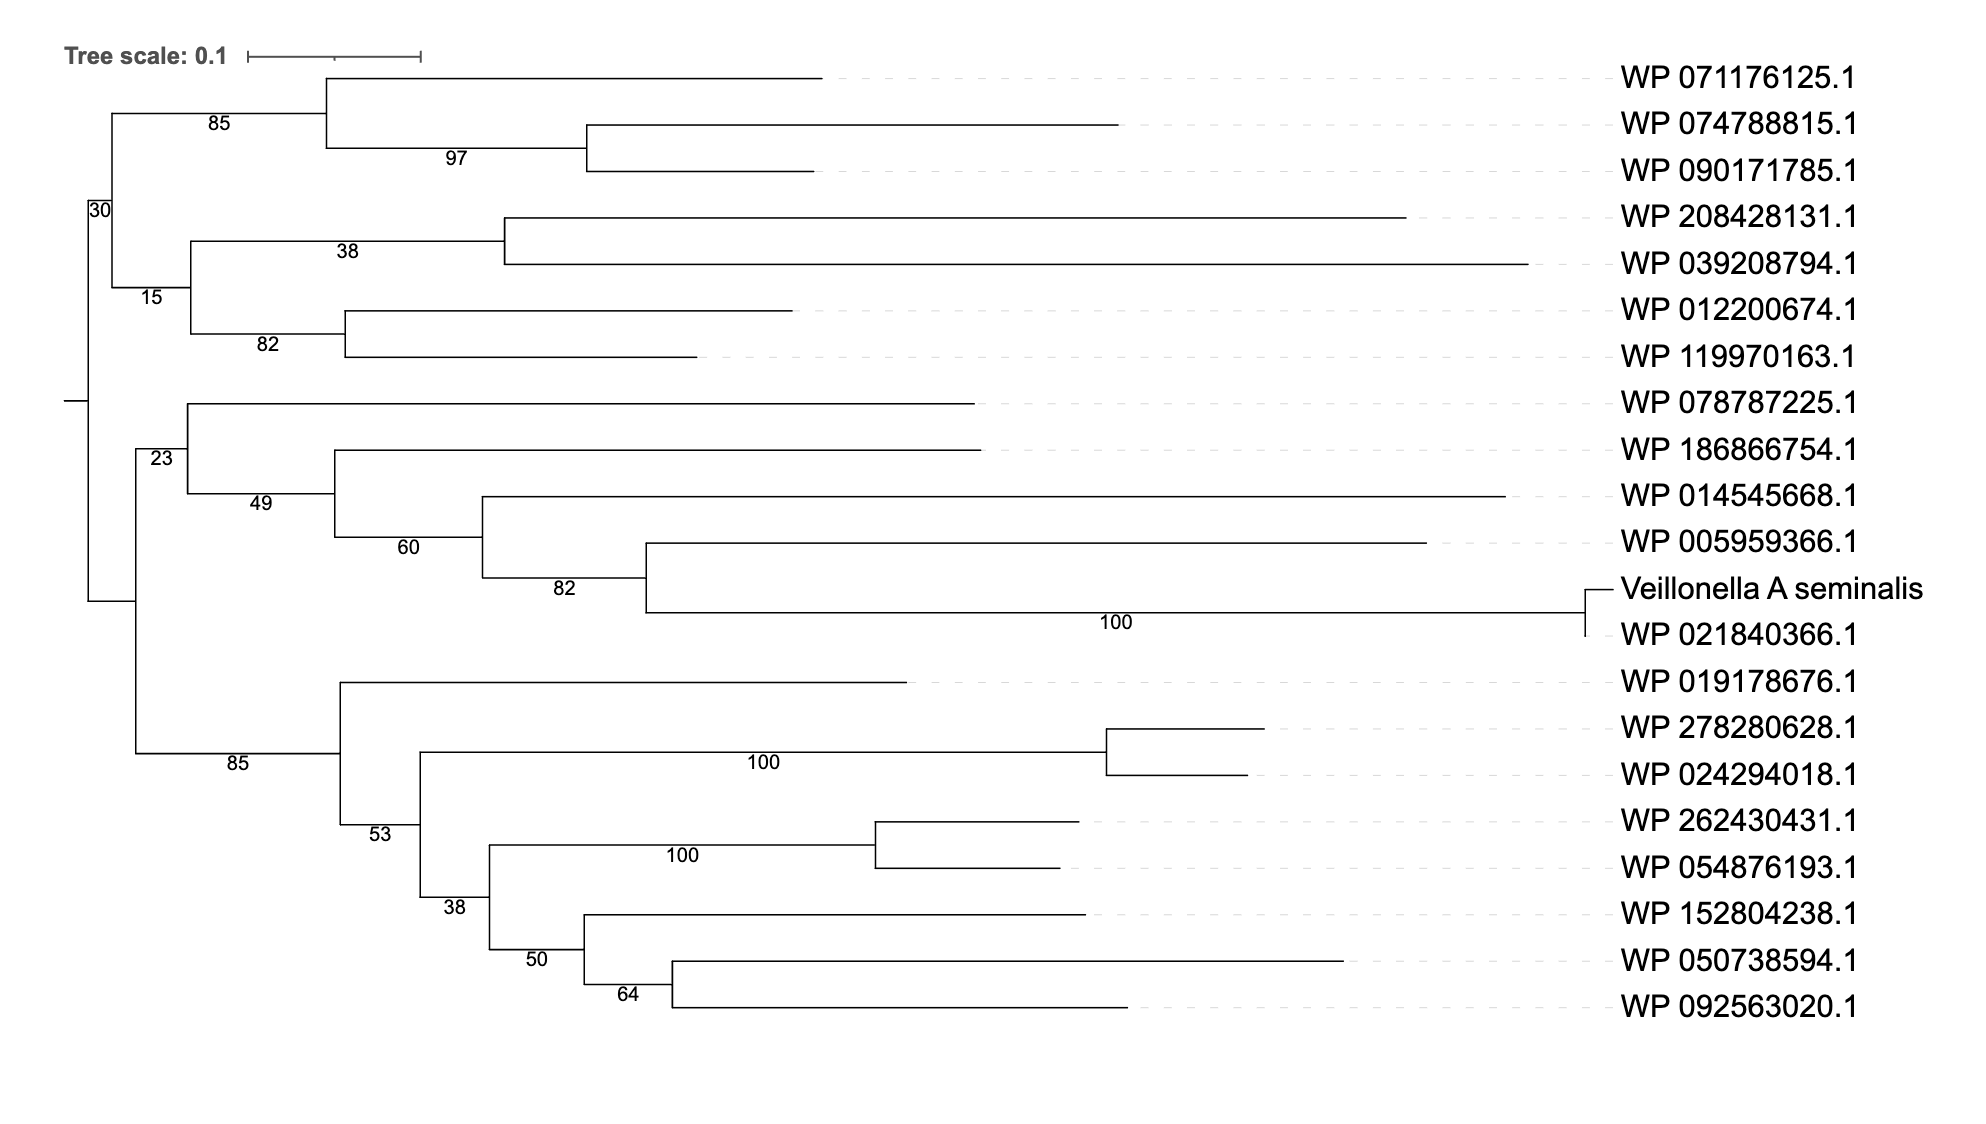 Tree scale: 0.1
WP 071176125.1
85
WP 074788815.1
97
WP 090171785.1
30
WP 208428131.1
38
WP 039208794.1
15
WP 012200674.1
82
WP 119970163.1
WP 078787225.1
23
WP 186866754.1
49
WP 014545668.1
60
WP 005959366.1
82
Veillonella A seminalis
100
WP 021840366.1
WP 019178676.1
85
WP 278280628.1
100
WP 024294018.1
53
WP 262430431.1
100
WP 054876193.1
38
WP 152804238.1
50
WP 050738594.1
64
WP 092563020.1